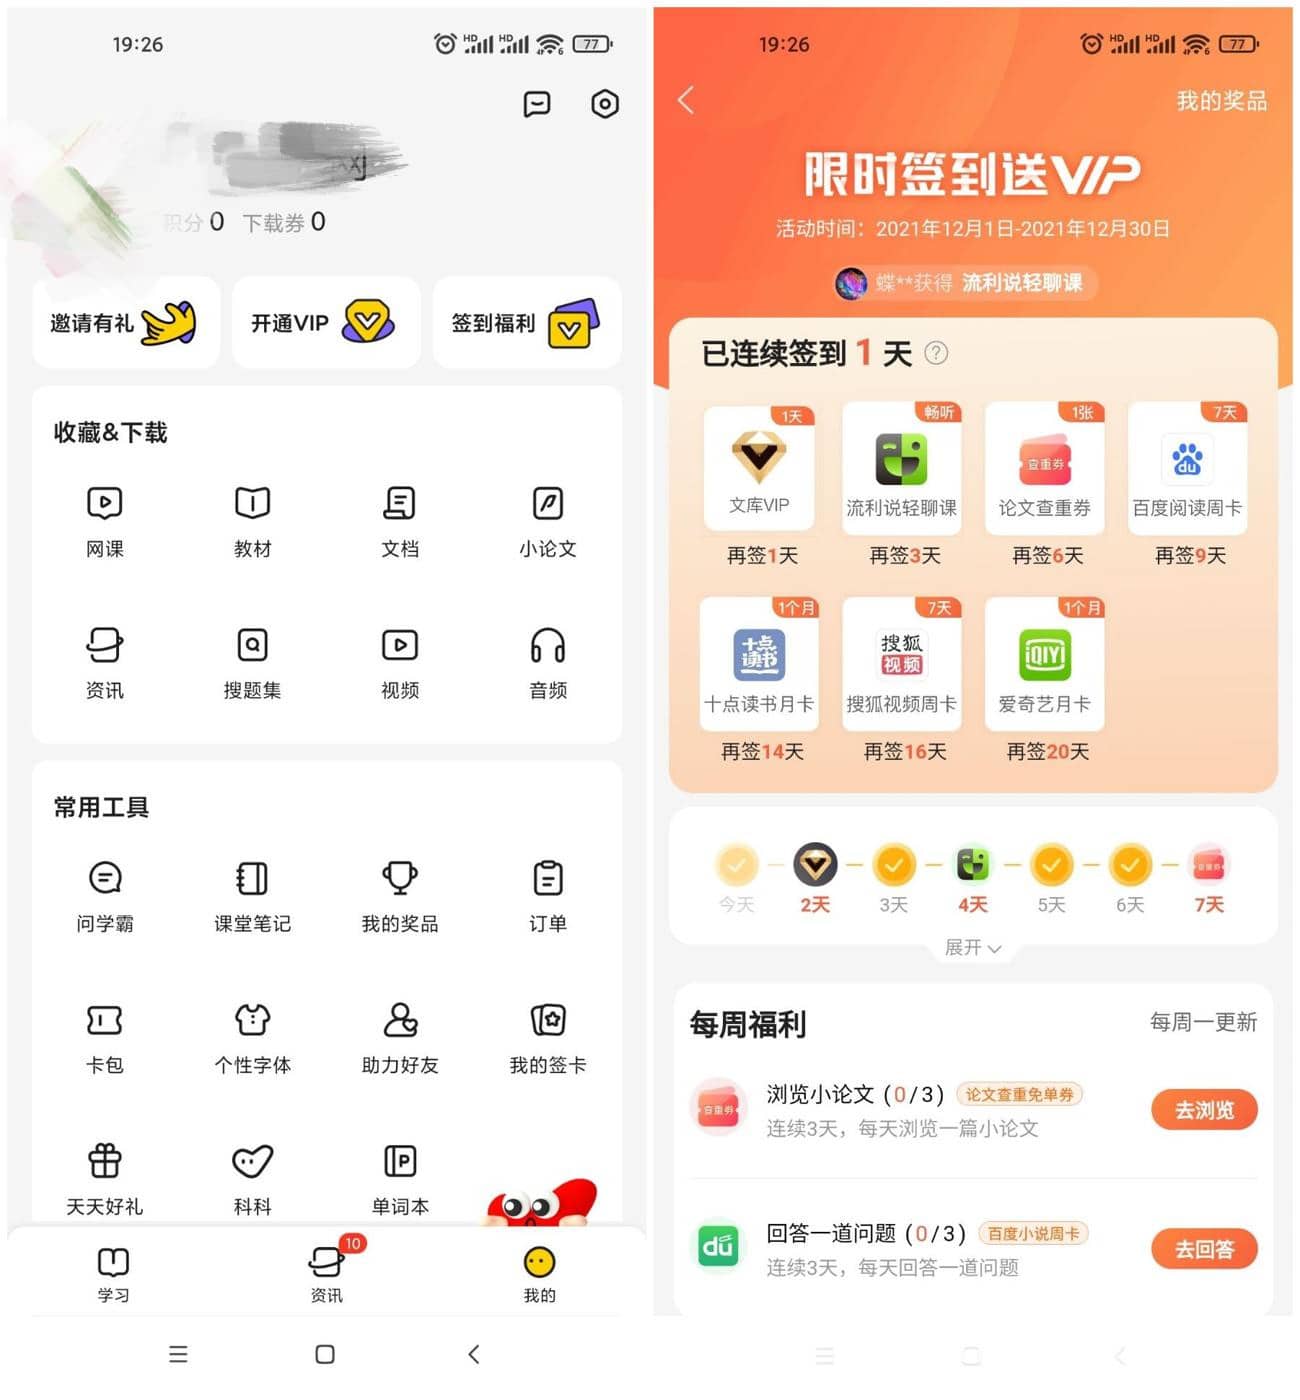 19:26
HD HD 6 77
积分 0 下载券 0
邀请有礼
开通VIP
签到福利
收藏&下载
网课 教材 文档 小论文
资讯 搜题集 视频 音频
常用工具
问学霸 课堂笔记 我的奖品 订单
卡包 个性字体 助力好友 我的签卡
天天好礼 科科 单词本
10
学习 资讯 我的
19:26
HD HD 6 77
我的奖品
限时签到送VIP
活动时间：2021年12月1日-2021年12月30日
蝶**获得 流利说轻聊课
已连续签到 1 天 ?
1天 畅听 1张 7天
查重券 du
文库VIP 流利说轻聊课 论文查重券 百度阅读周卡
再签1天 再签3天 再签6天 再签9天
1个月 7天 1个月
十点读书 搜狐视频 iQIYI
十点读书月卡 搜狐视频周卡 爱奇艺月卡
再签14天 再签16天 再签20天
查重券
今天 2天 3天 4天 5天 6天 7天
展开
每周福利 每周一更新
浏览小论文 (0/3) 论文查重免单券
查重券 去浏览
连续3天，每天浏览一篇小论文
回答一道问题 (0/3) 百度小说周卡
du 去回答
连续3天，每天回答一道问题